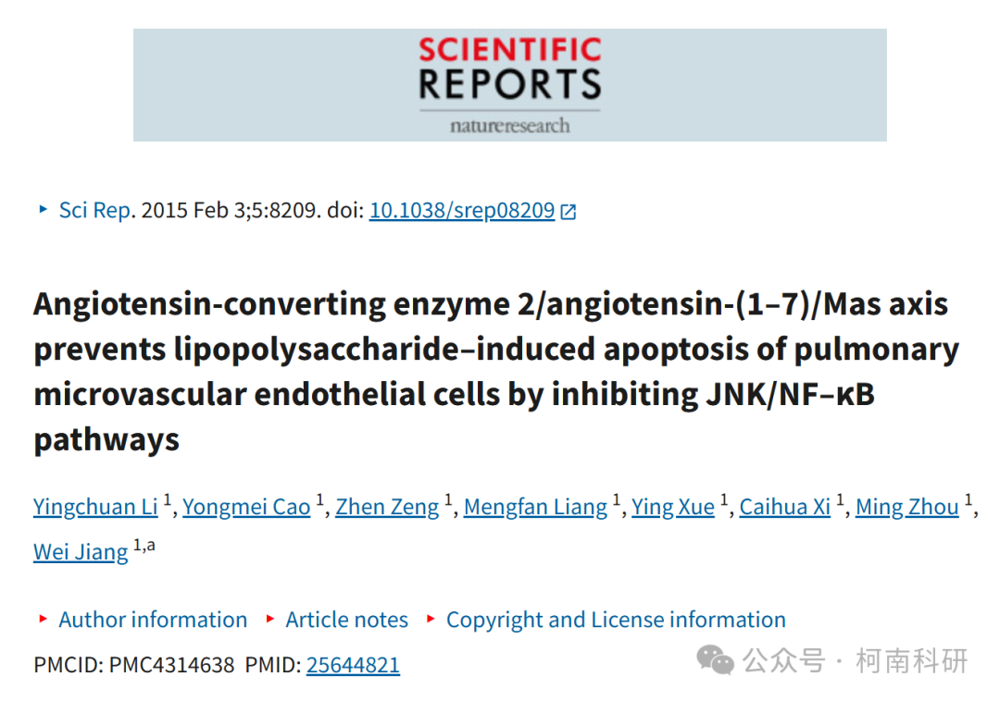 SCIENTIFIC
REPORTS
natureresearch
Sci Rep. 2015 Feb 3;5:8209. doi: 10.1038/srep08209
Angiotensin-converting enzyme 2/angiotensin-(1–7)/Mas axis
prevents lipopolysaccharide–induced apoptosis of pulmonary
microvascular endothelial cells by inhibiting JNK/NF–κB
pathways
Yingchuan Li 1, Yongmei Cao 1, Zhen Zeng 1, Mengfan Liang 1, Ying Xue 1, Caihua Xi 1, Ming Zhou 1,
Wei Jiang 1,a
Author information Article notes Copyright and License information
PMCID: PMC4314638 PMID: 25644821
公众号 · 柯南科研